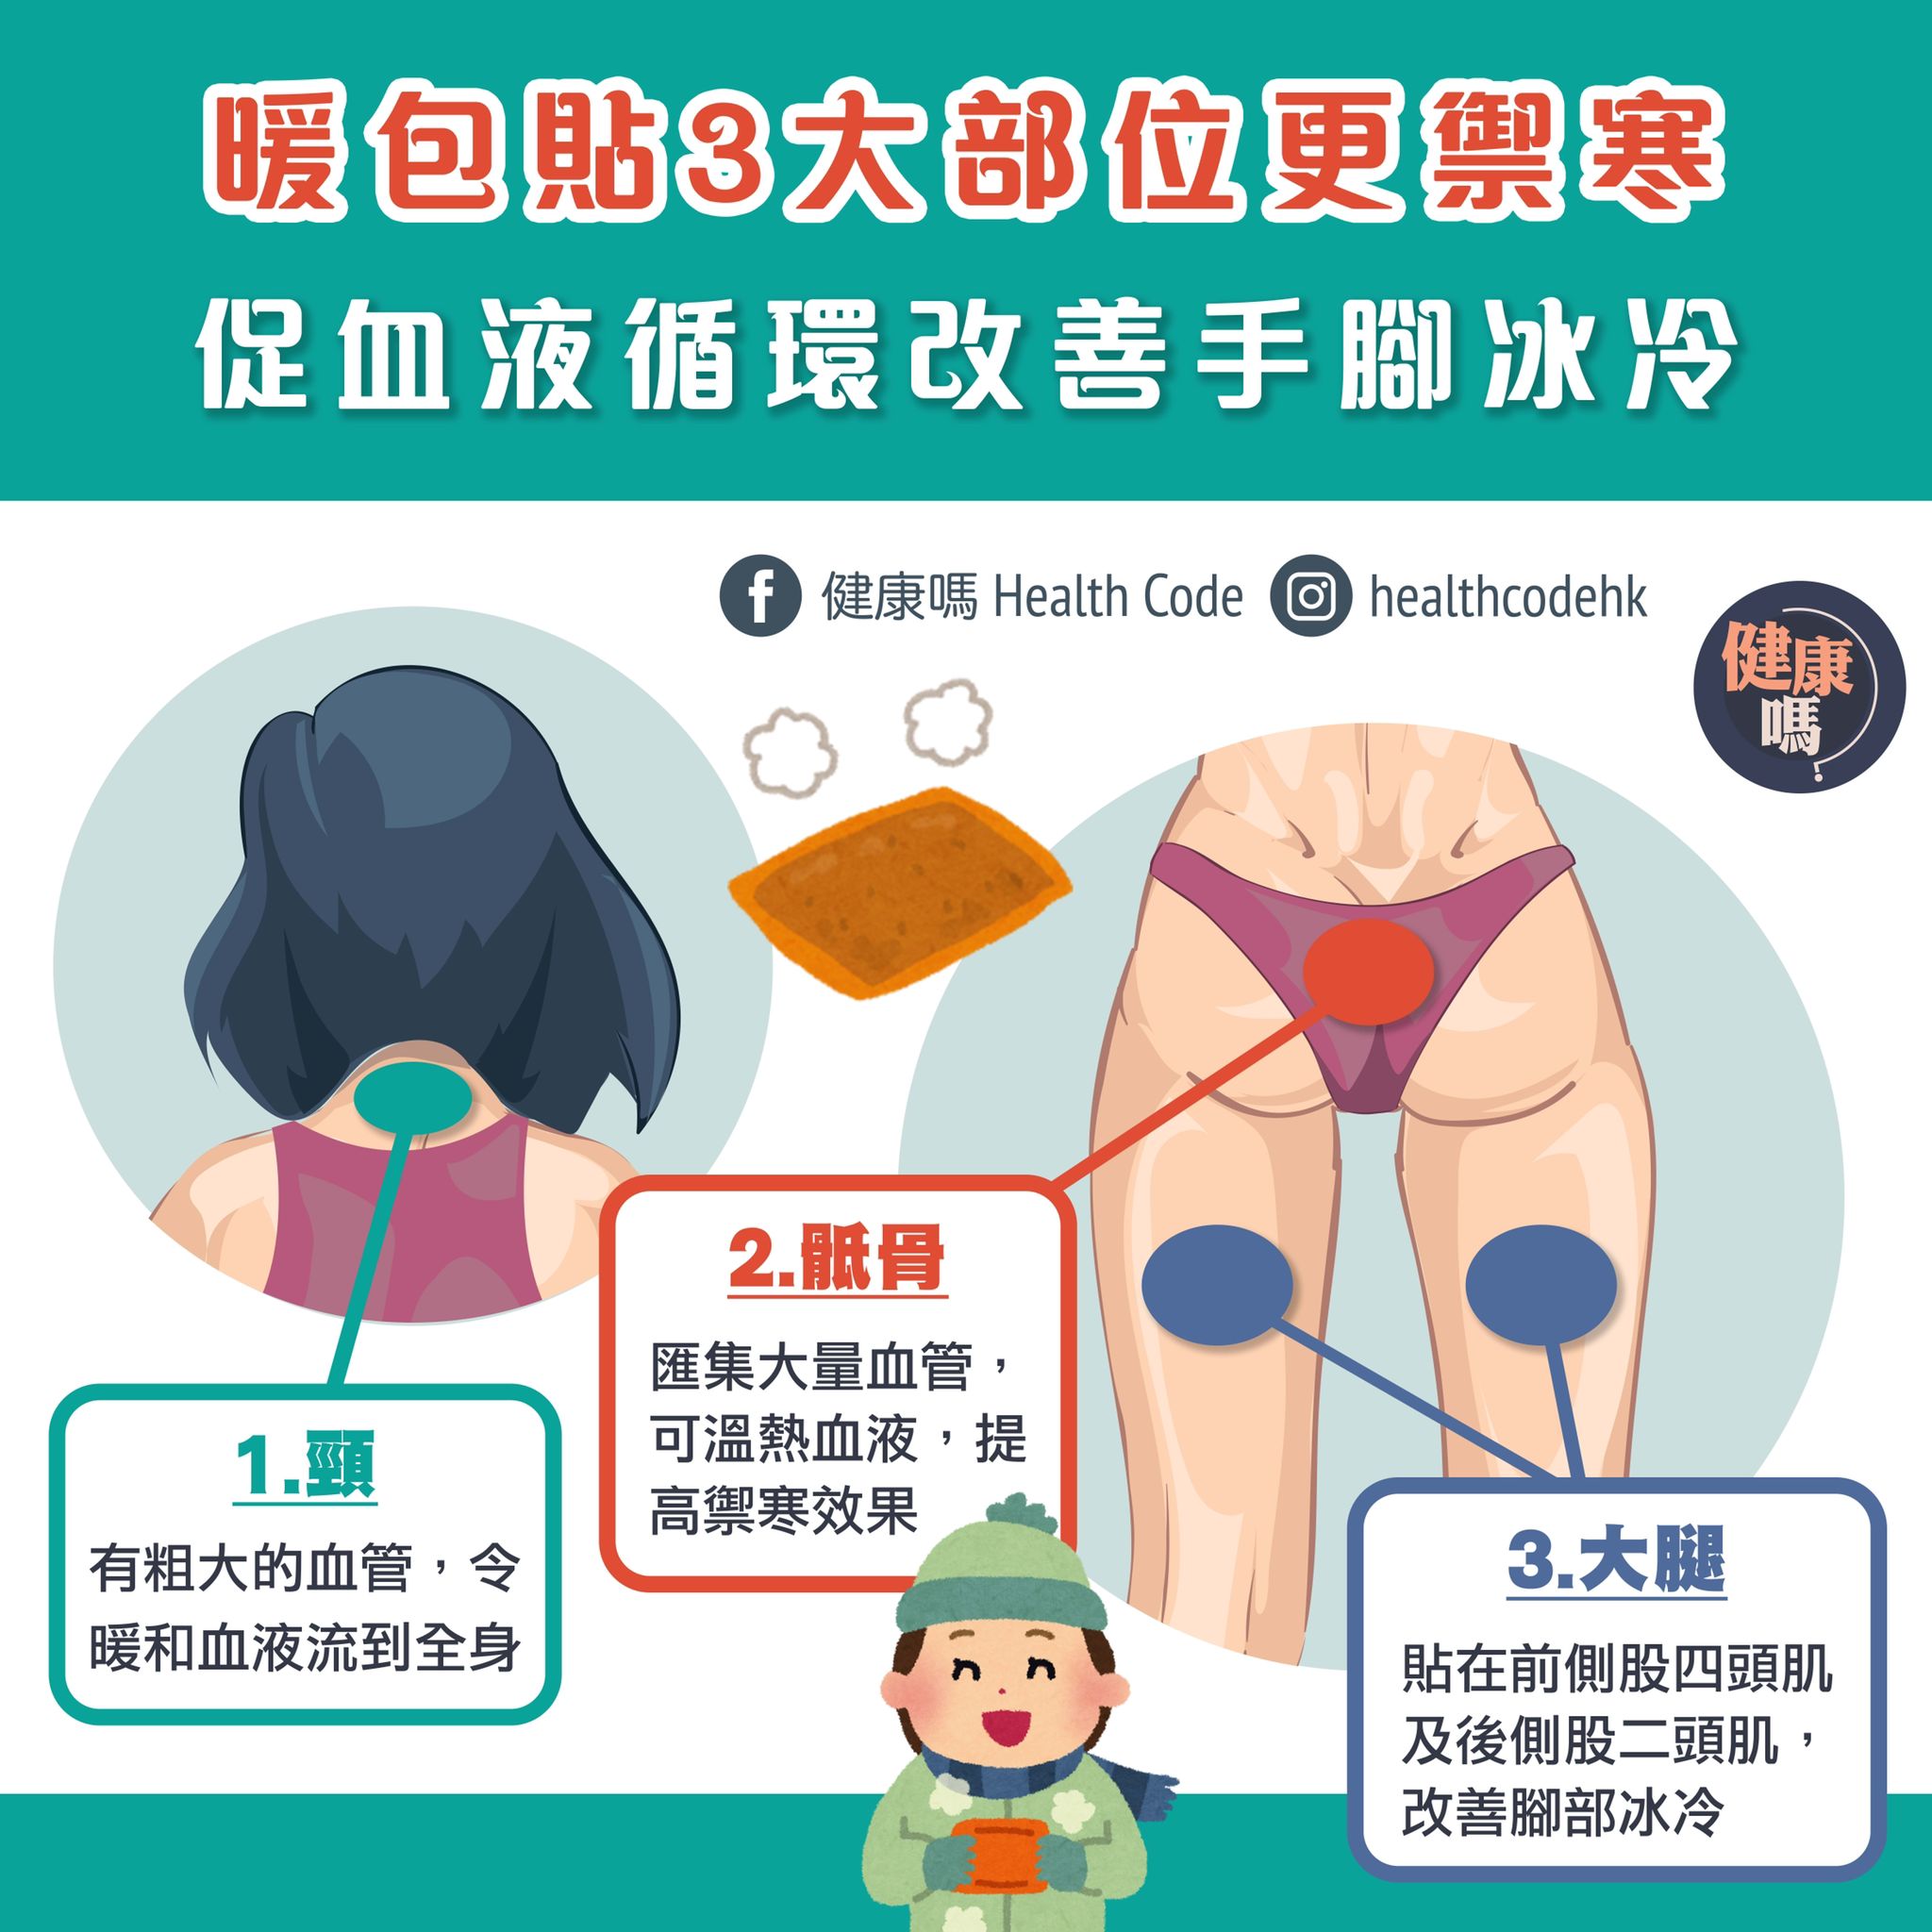 暖包貼3大部位更禦寒
促血液循環改善手腳冰冷
健康嗎 Health Code healthcodehk
健康
嗎?
1.頸
有粗大的血管，令
暖和血液流到全身
2.骶骨
匯集大量血管，
可溫熱血液，提
高禦寒效果
3.大腿
貼在前側股四頭肌
及後側股二頭肌，
改善腳部冰冷